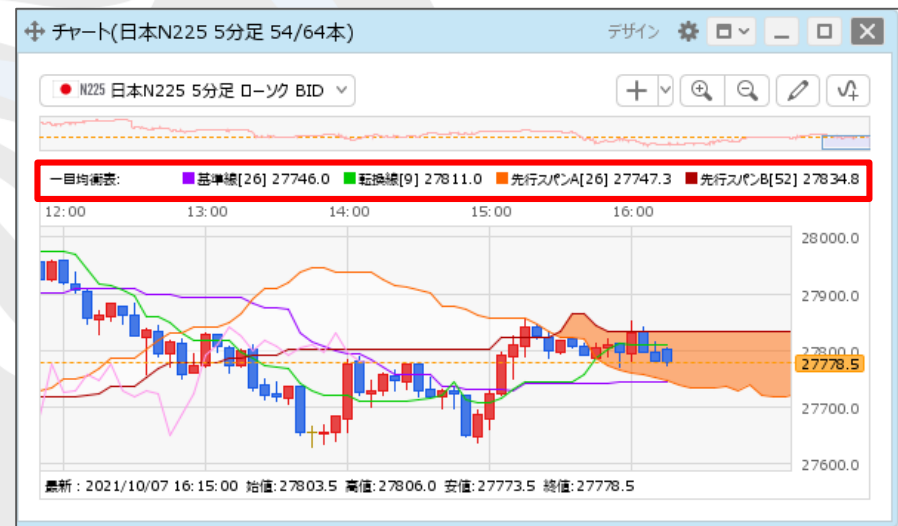 チャート(日本N225 5分足 54/64本)
デザイン
N225 日本N225 5分足 ローソク BID
一目均衡表: 基準線[26] 27746.0 転換線[9] 27811.0 先行スパンA[26] 27747.3 先行スパンB[52] 27834.8
12:00 13:00 14:00 15:00 16:00
28000.0
27900.0
27800.0
27778.5
27700.0
27600.0
最新：2021/10/07 16:15:00 始値:27803.5 高値:27806.0 安値:27773.5 終値:27778.5